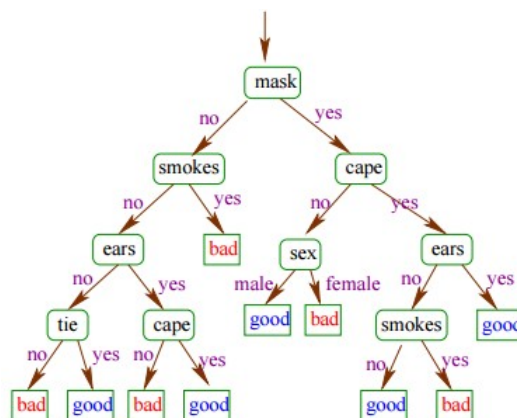 mask
no yes
smokes cape
no yes no yes
ears bad sex ears
no yes male female no yes
tie cape good bad smokes good
no yes no yes no yes
bad good bad good good bad